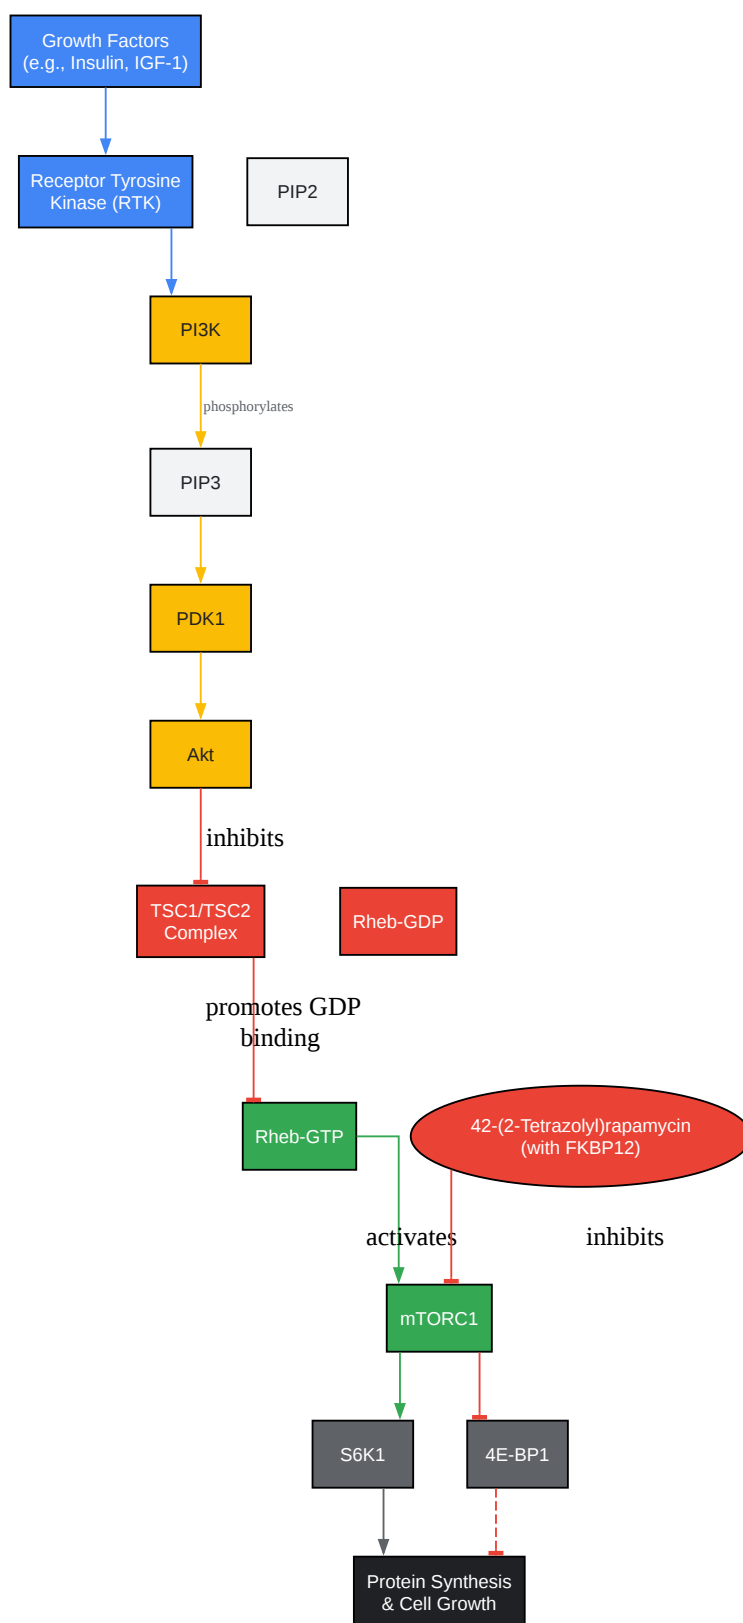 Growth Factors
(e.g., Insulin, IGF-1)
Receptor Tyrosine
Kinase (RTK)
PIP2
PI3K
phosphorylates
PIP3
PDK1
Akt
inhibits
TSC1/TSC2
Complex
Rheb-GDP
promotes GDP
binding
Rheb-GTP
42-(2-Tetrazolyl)rapamycin
(with FKBP12)
activates
inhibits
mTORC1
S6K1
4E-BP1
Protein Synthesis
& Cell Growth